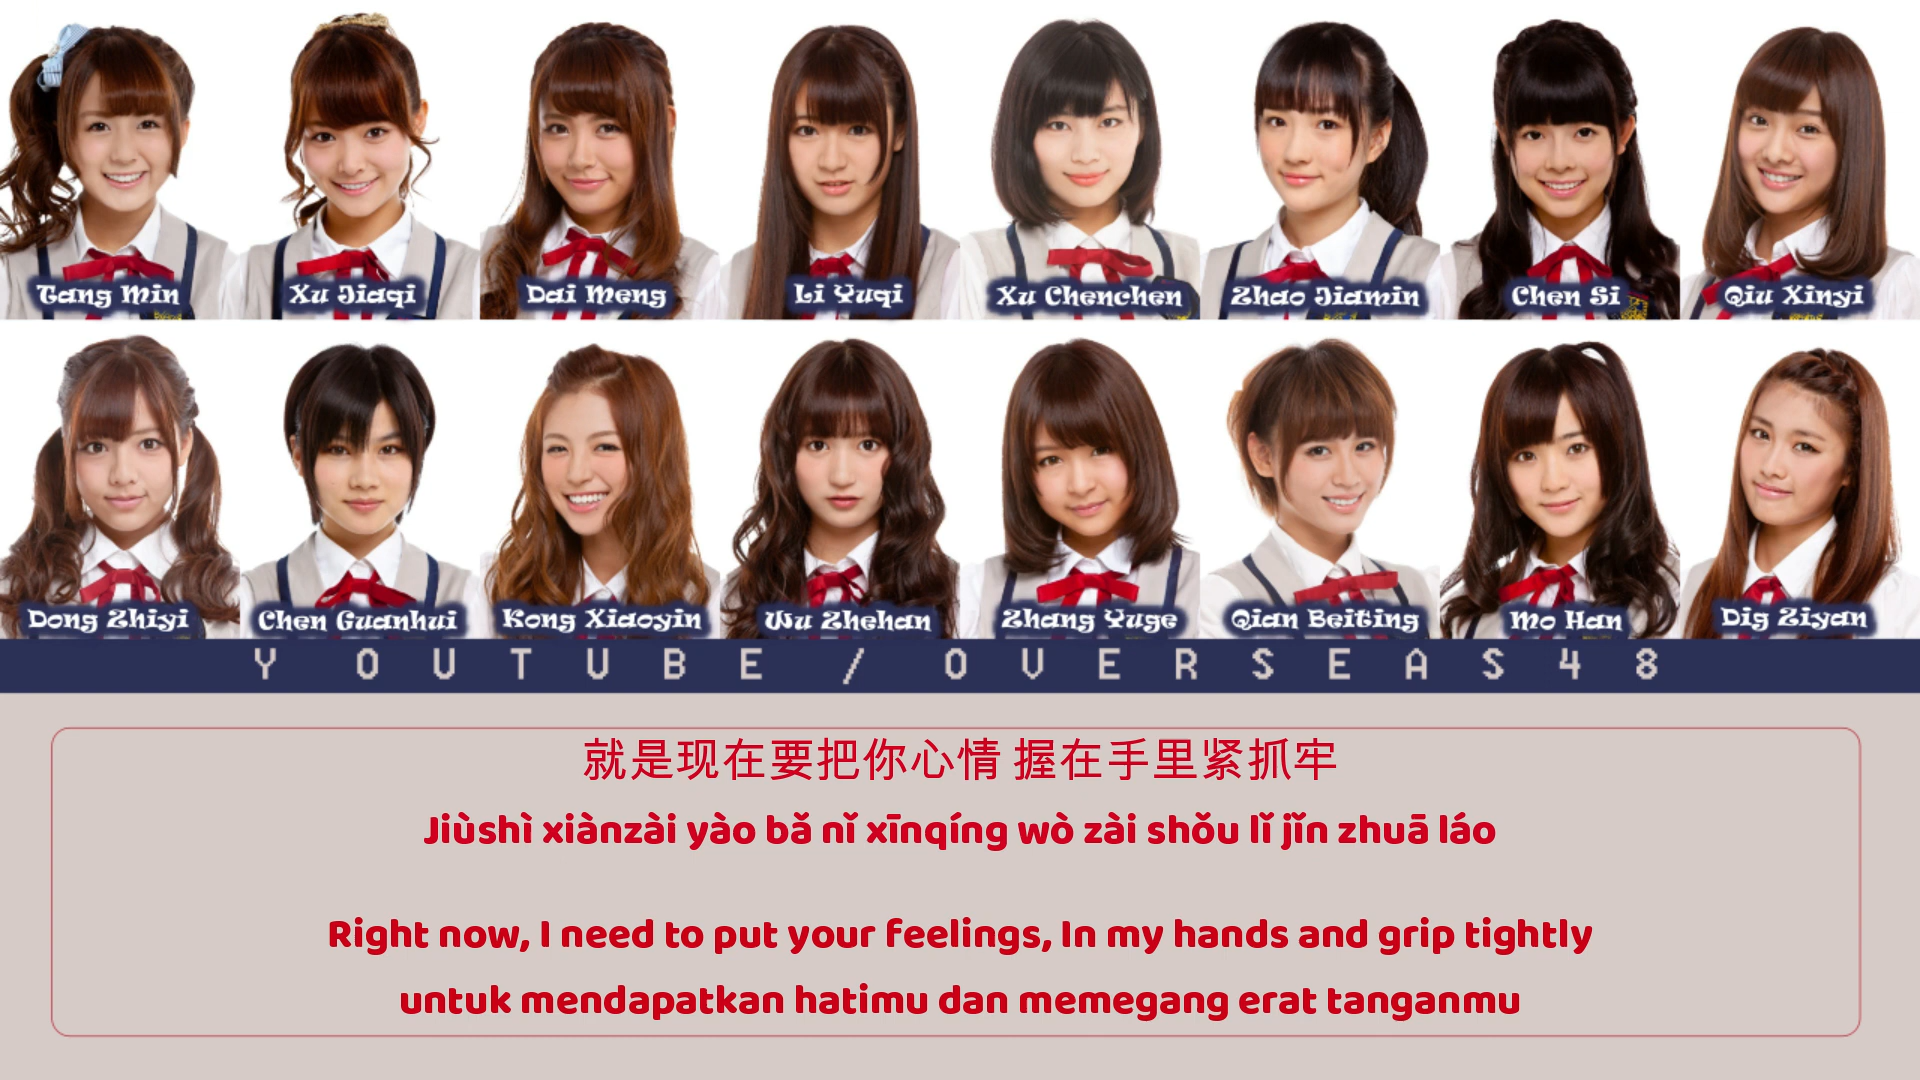 Tang Min
Xu Jiaqi
Dai Meng
Li Yuqi
Xu Chenchen
Zhao Jiamin
Chen Si
Qiu Xinyi
Dong Zhiyi
Chen Guanhui
Kong Xiaoyin
Wu Zhehan
Zhang Yuge
Qian Beiting
Mo Han
Dig Ziyan
YOUTUBE/OVERSEAS48
就是现在要把你心情 握在手里紧抓牢
Jiùshì xiànzài yào bǎ nǐ xīnqíng wò zài shǒu lǐ jǐn zhuā láo
Right now, I need to put your feelings, In my hands and grip tightly
untuk mendapatkan hatimu dan memegang erat tanganmu